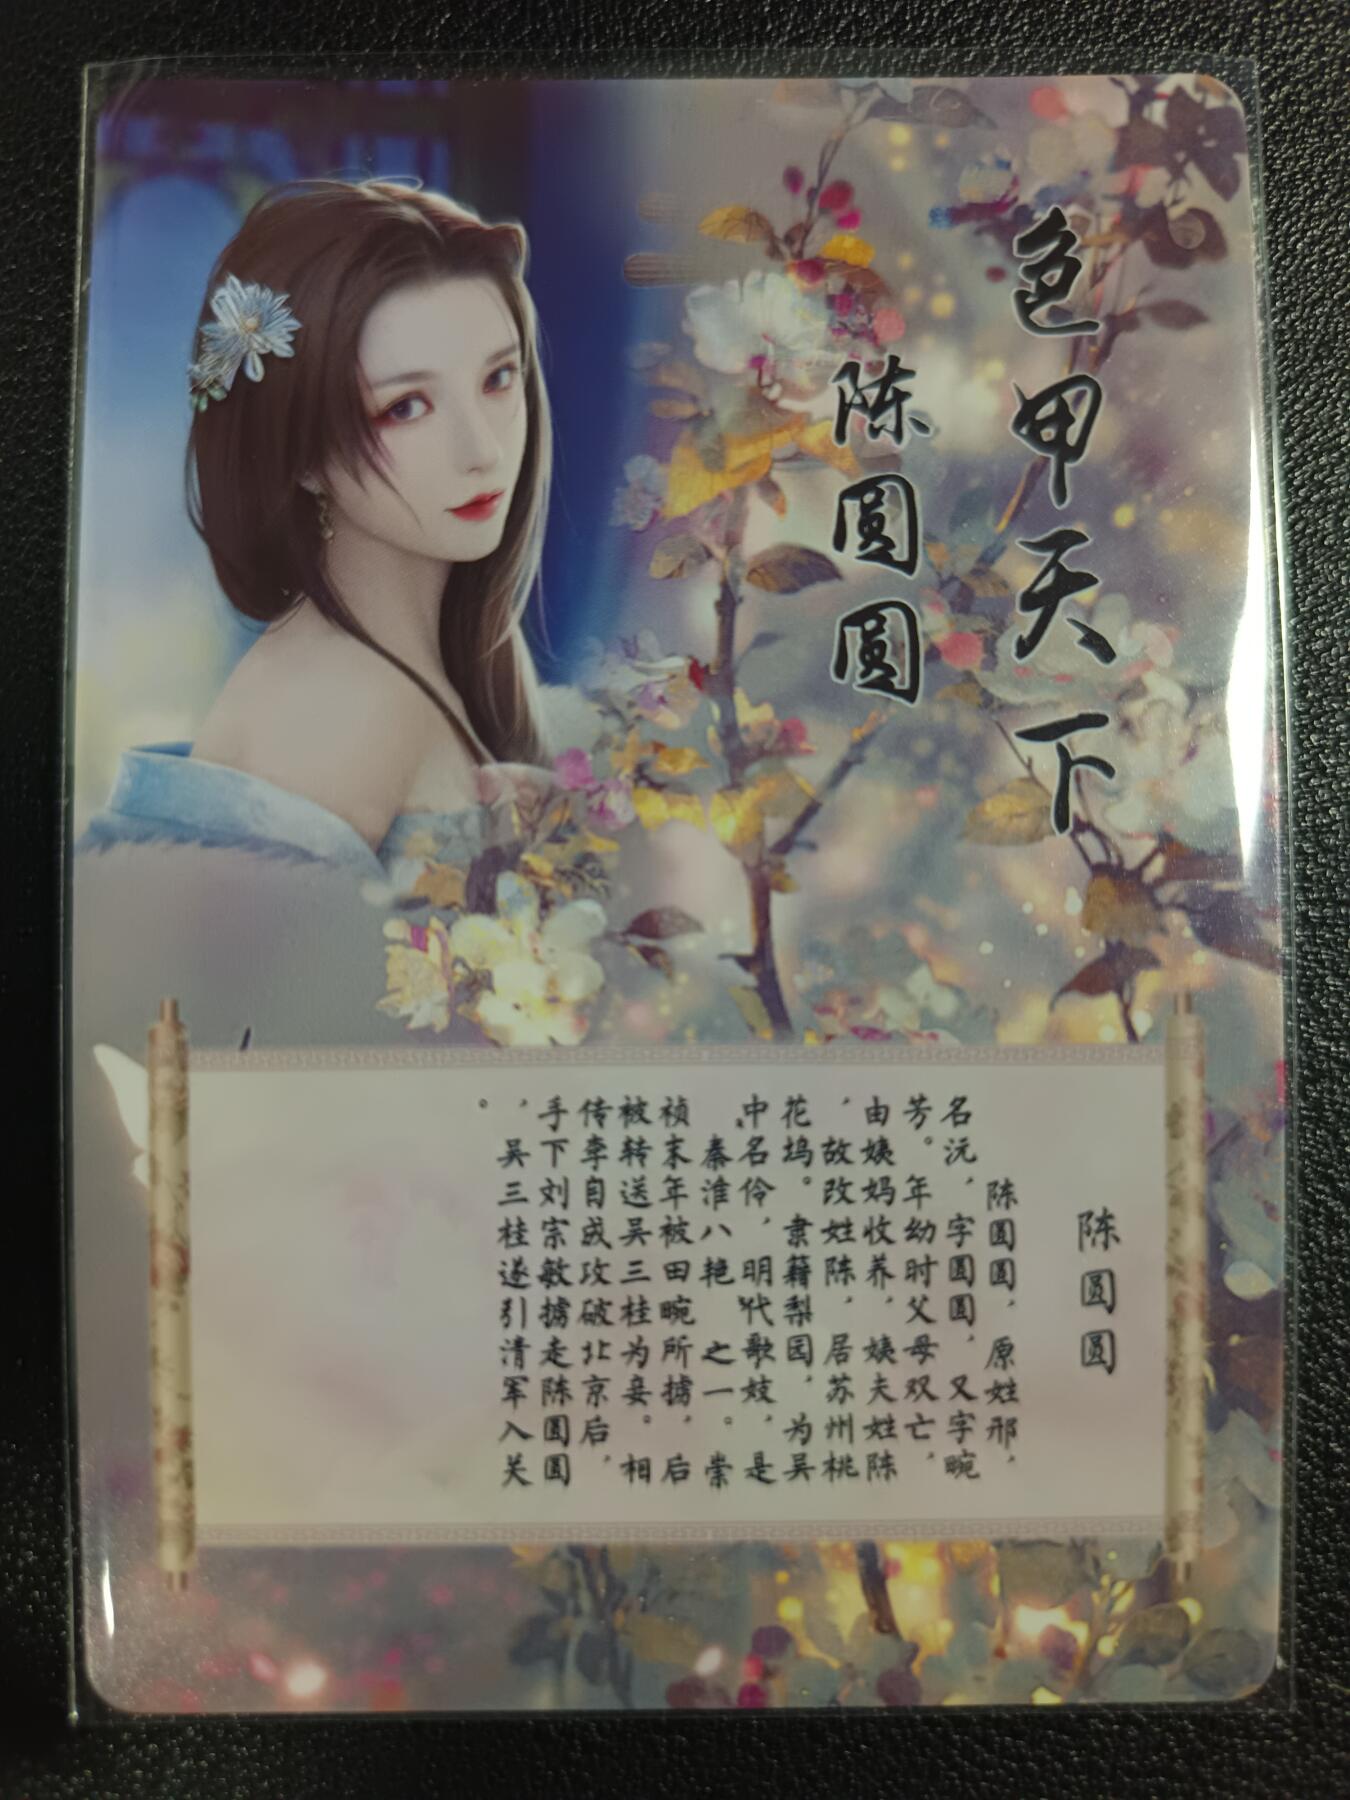 色甲天下
陈圆圆
陈圆圆
陈圆圆，原姓邢，
名沅，字圆圆，又字畹
芳。年幼时父母双亡，
由姨妈收养，姨夫姓陈
，故改姓陈，居苏州桃
花坞。隶籍梨园，为吴
中名伶，明代歌妓，是
“秦淮八艳”之一。崇
祯末年被田畹所掳，后
被转送吴三桂为妾。相
传李自成攻破北京后，
手下刘宗敏掳走陈圆圆
，吴三桂遂引清军入关
。